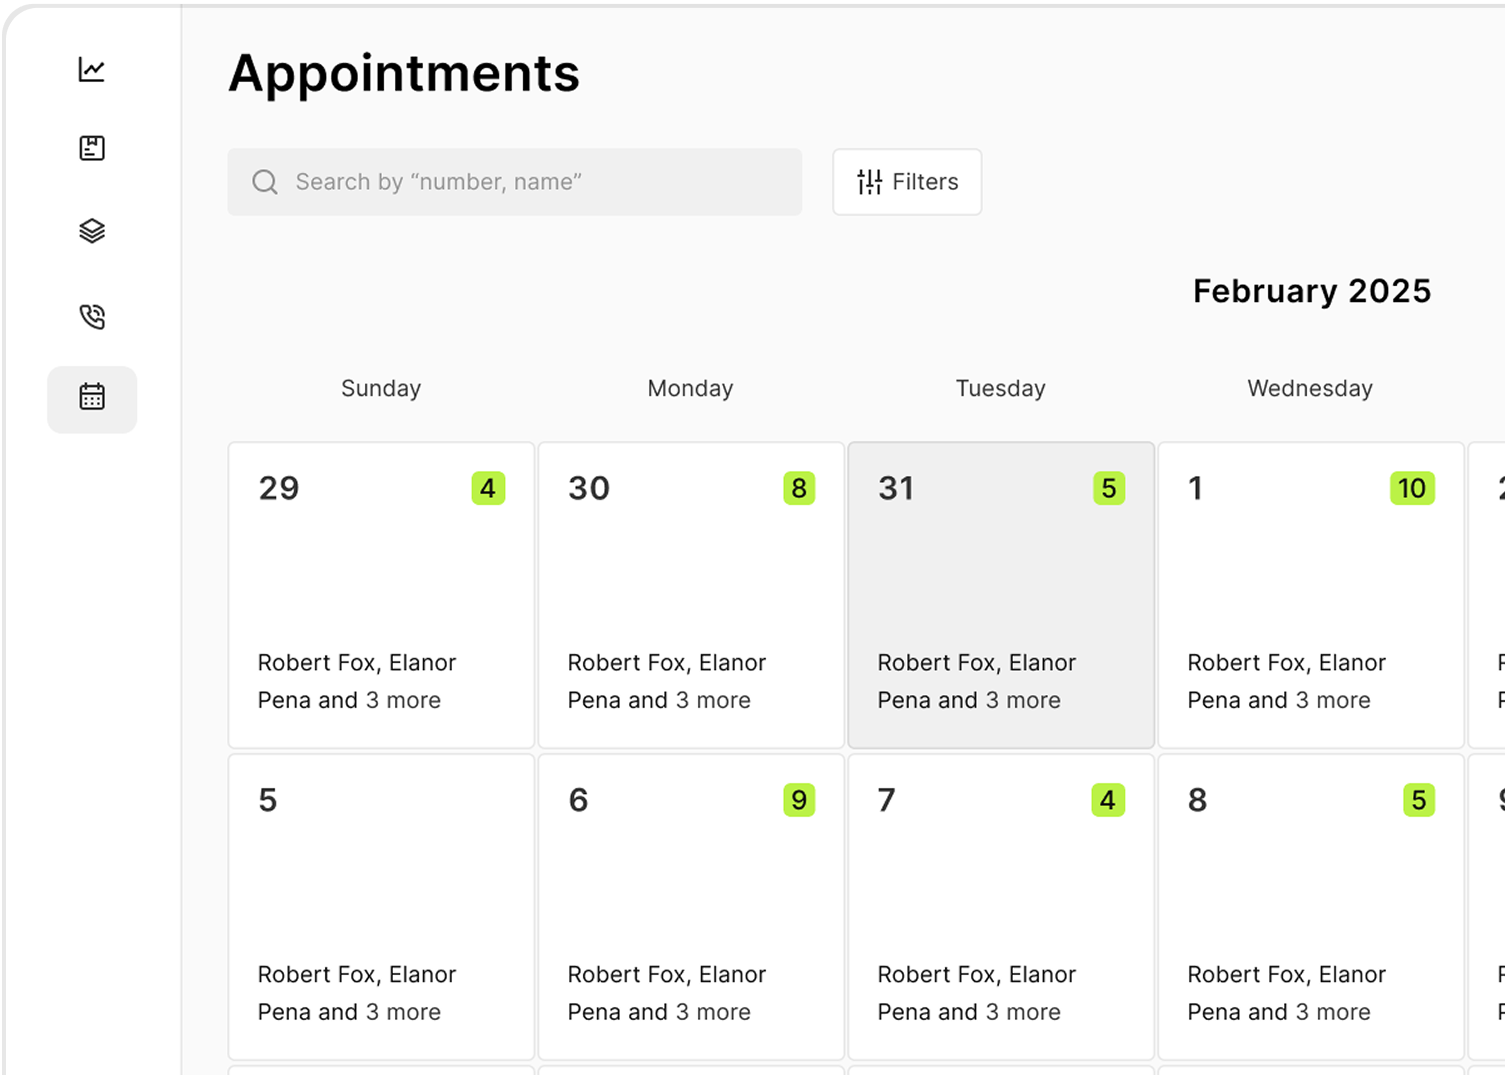 Appointments
Search by “number, name”
Filters
February 2025
Sunday Monday Tuesday Wednesday
29 4 30 8 31 5 1 10
Robert Fox, Elanor Robert Fox, Elanor Robert Fox, Elanor Robert Fox, Elanor
Pena and 3 more Pena and 3 more Pena and 3 more Pena and 3 more
5 6 9 7 4 8 5
Robert Fox, Elanor Robert Fox, Elanor Robert Fox, Elanor Robert Fox, Elanor
Pena and 3 more Pena and 3 more Pena and 3 more Pena and 3 more